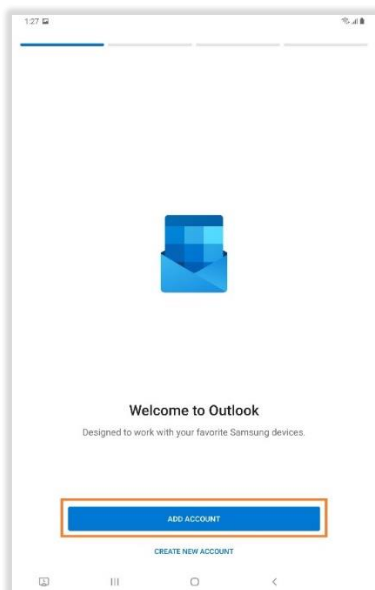 1:27
Welcome to Outlook
Designed to work with your favorite Samsung devices.
ADD ACCOUNT
CREATE NEW ACCOUNT